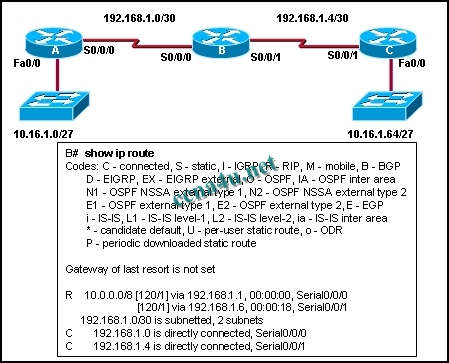 192.168.1.0/30
192.168.1.4/30
A
B
C
Fa0/0
S0/0/0
S0/0/0
S0/0/1
S0/0/1
Fa0/0
10.16.1.0/27
10.16.1.64/27
B# show ip route
Codes: C - connected, S - static, I - IGRP, R - RIP, M - mobile, B - BGP
D - EIGRP, EX - EIGRP external, O - OSPF, IA - OSPF inter area
N1 - OSPF NSSA external type 1, N2 - OSPF NSSA external type 2
E1 - OSPF external type 1, E2 - OSPF external type 2, E - EGP
i - IS-IS, L1 - IS-IS level-1, L2 - IS-IS level-2, ia - IS-IS inter area
* - candidate default, U - per-user static route, o - ODR
P - periodic downloaded static route
Gateway of last resort is not set
R 10.0.0.0/8 [120/1] via 192.168.1.1, 00:00:00, Serial0/0/0
[120/1] via 192.168.1.6, 00:00:18, Serial0/0/1
192.168.1.0/30 is subnetted, 2 subnets
C 192.168.1.0 is directly connected, Serial0/0/0
C 192.168.1.4 is directly connected, Serial0/0/1
ccna4u.net